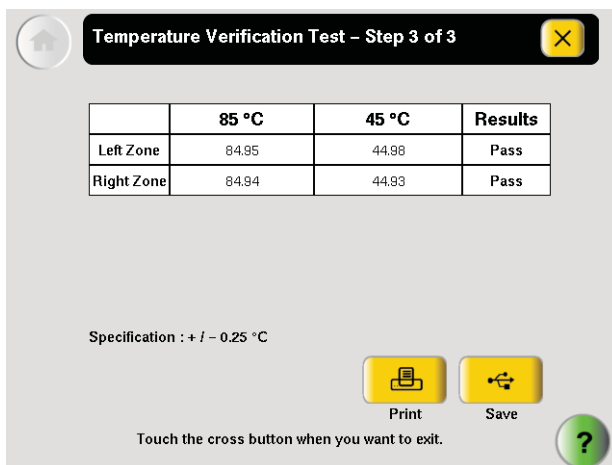 Temperature Verification Test – Step 3 of 3
85 °C 45 °C Results
Left Zone 84.95 44.98 Pass
Right Zone 84.94 44.93 Pass
Specification : + / – 0.25 °C
Print Save
Touch the cross button when you want to exit.
?